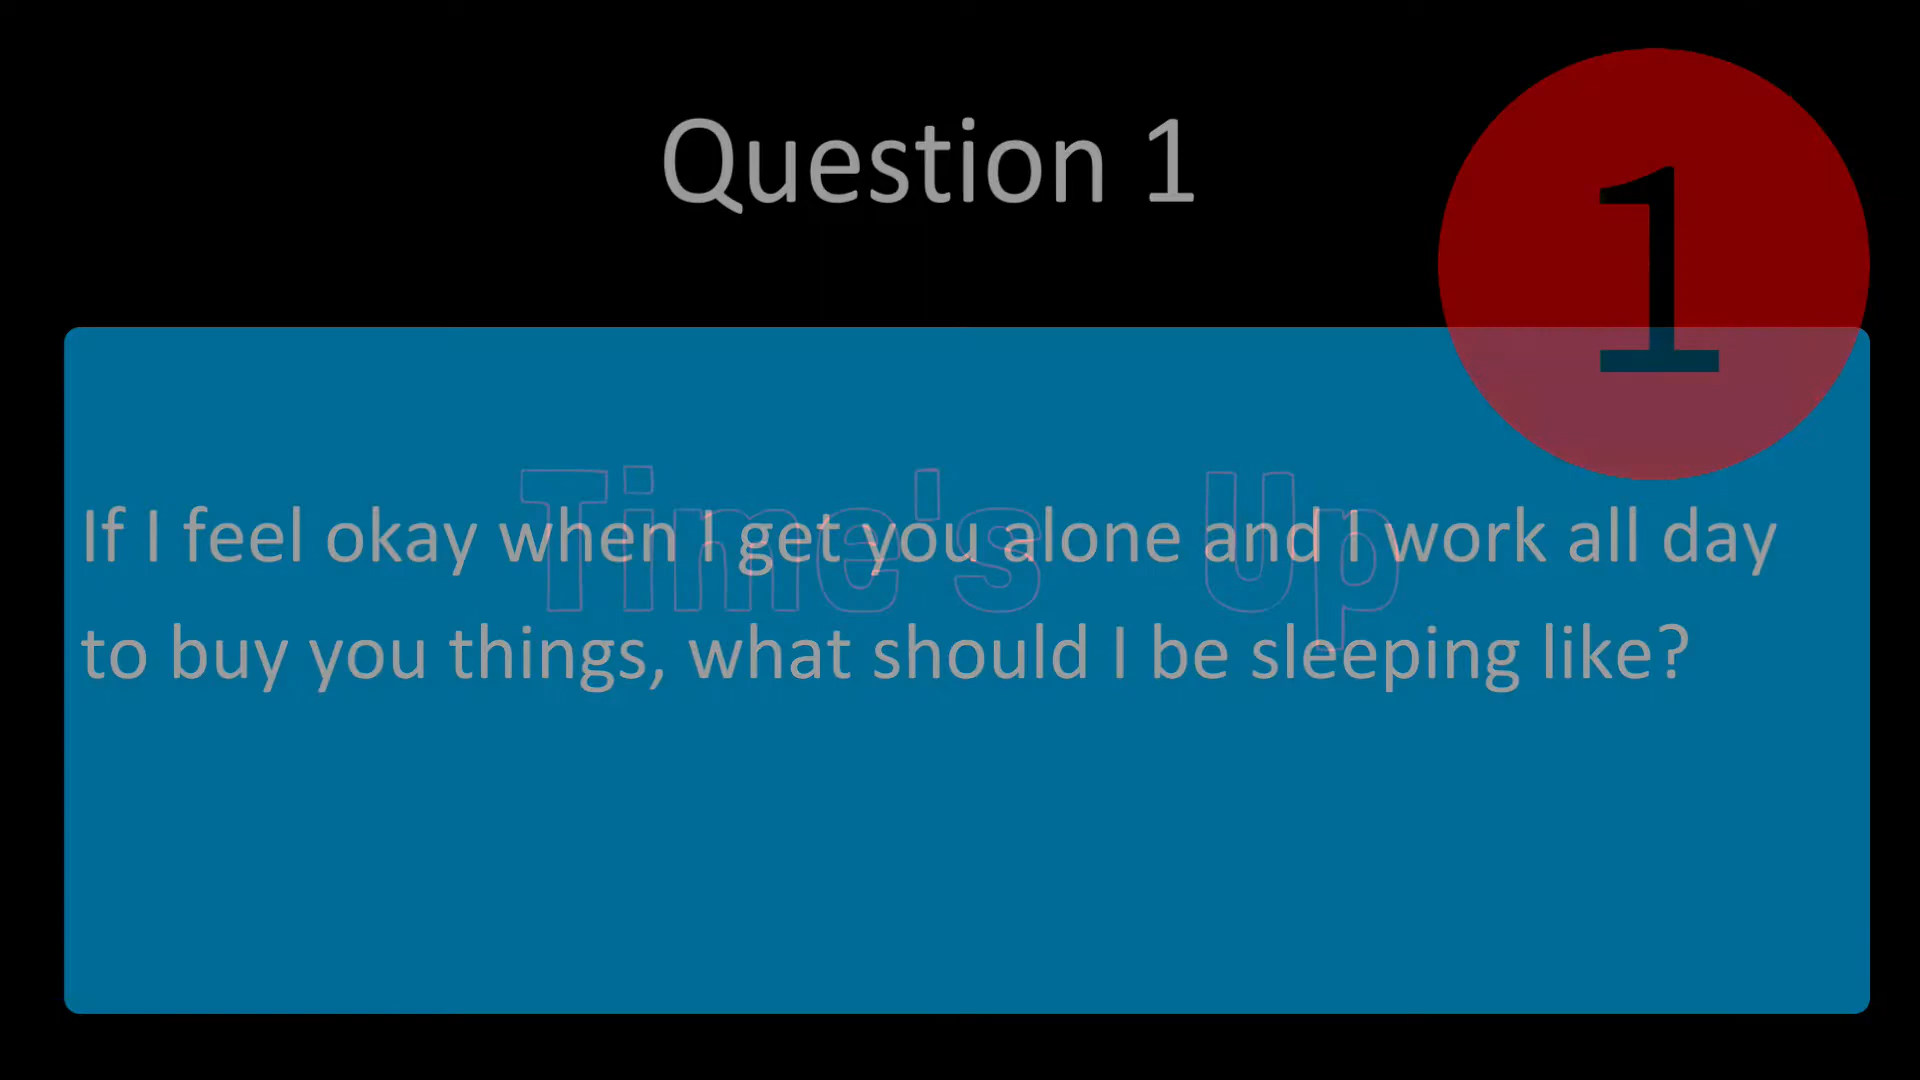 Question 1
1
Time's Up
If I feel okay when I get you alone and I work all day
to buy you things, what should I be sleeping like?